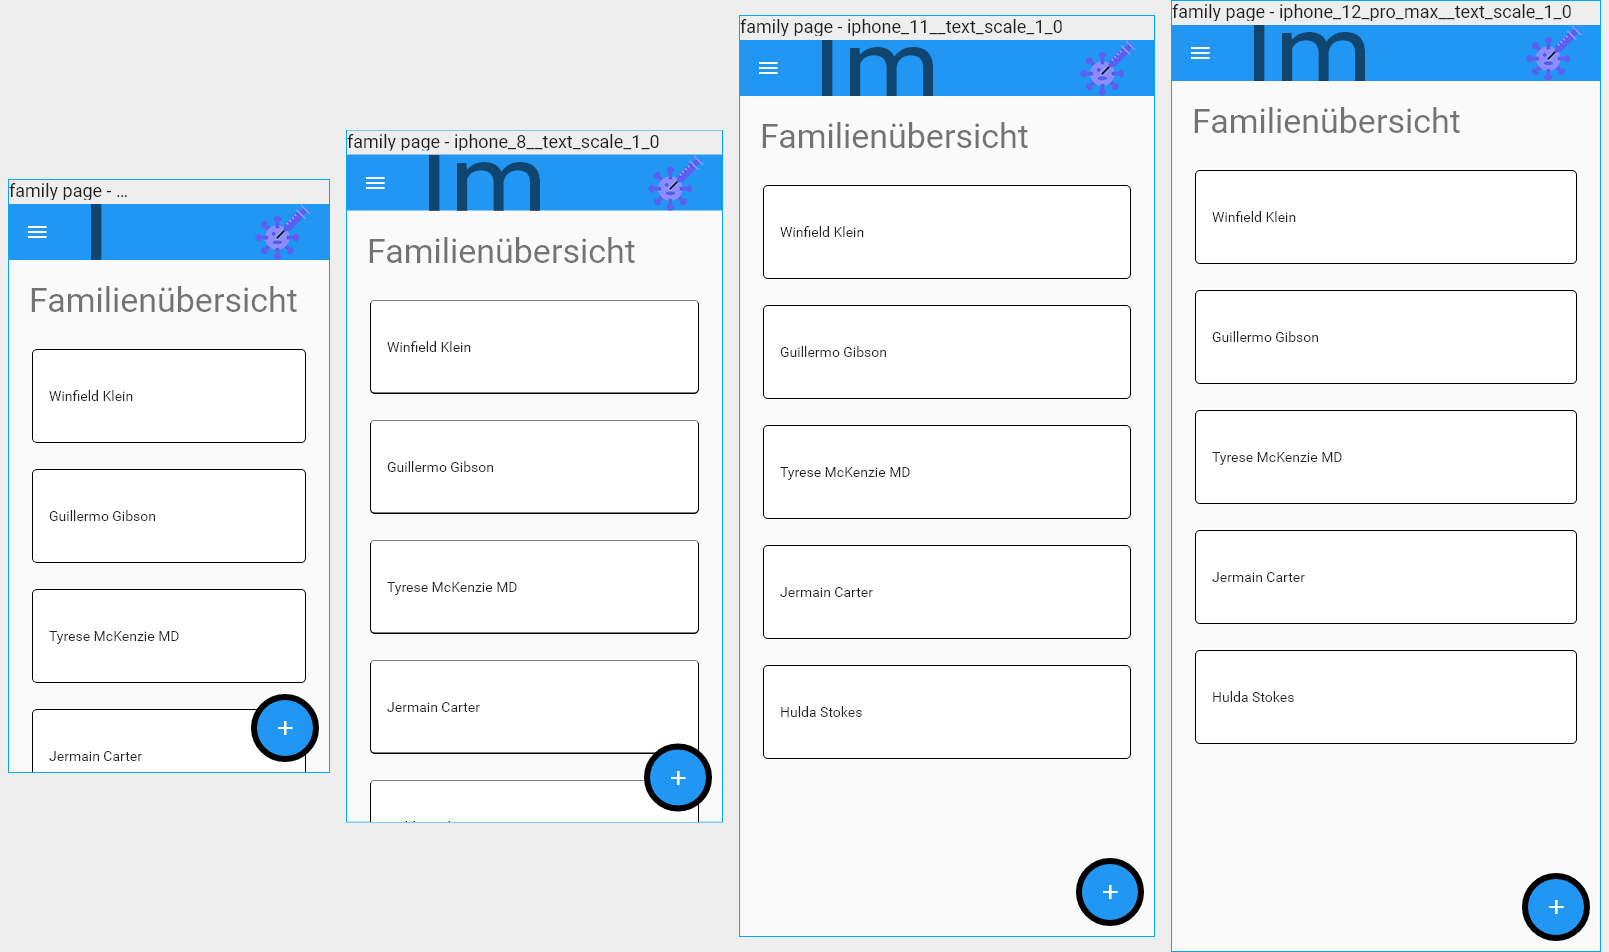 family page - ...
I
Familienübersicht
Winfield Klein
Guillermo Gibson
Tyrese McKenzie MD
Jermain Carter
+
family page - iphone_8__text_scale_1_0
Im
Familienübersicht
Winfield Klein
Guillermo Gibson
Tyrese McKenzie MD
Jermain Carter
+
family page - iphone_11__text_scale_1_0
Im
Familienübersicht
Winfield Klein
Guillermo Gibson
Tyrese McKenzie MD
Jermain Carter
Hulda Stokes
+
family page - iphone_12_pro_max__text_scale_1_0
Im
Familienübersicht
Winfield Klein
Guillermo Gibson
Tyrese McKenzie MD
Jermain Carter
Hulda Stokes
+